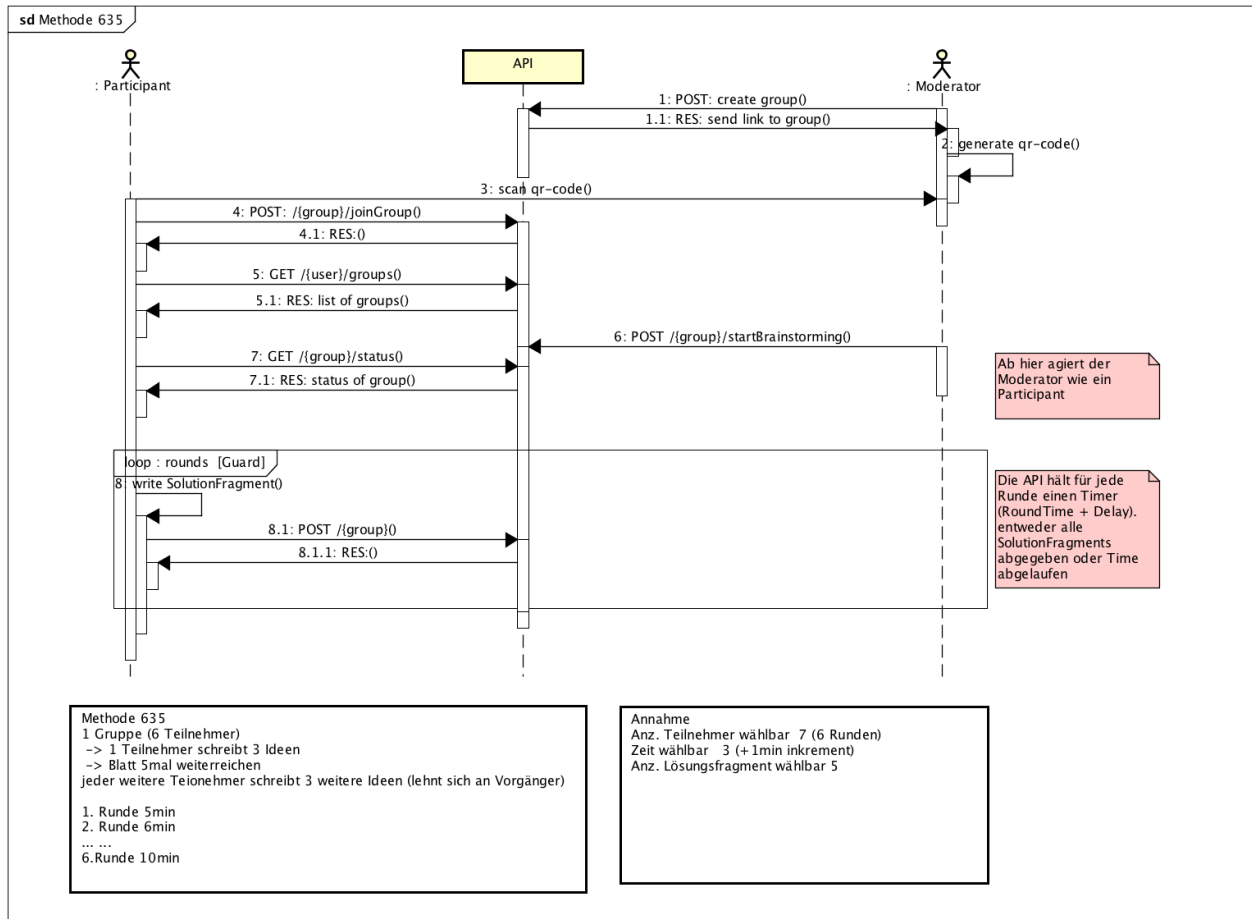 sd Methode 635
: Participant
API
: Moderator
1: POST: create group()
1.1: RES: send link to group()
2: generate qr-code()
3: scan qr-code()
4: POST: /{group}/joinGroup()
4.1: RES:()
5: GET /{user}/groups()
5.1: RES: list of groups()
6: POST /{group}/startBrainstorming()
7: GET /{group}/status()
7.1: RES: status of group()
Ab hier agiert der
Moderator wie ein
Participant
loop : rounds [Guard]
8: write SolutionFragment()
8.1: POST /{group}()
8.1.1: RES:()
Die API hält für jede
Runde einen Timer
(RoundTime + Delay).
entweder alle
SolutionFragments
abgegeben oder Time
abgelaufen
Methode 635
1 Gruppe (6 Teilnehmer)
-> 1 Teilnehmer schreibt 3 Ideen
-> Blatt 5mal weiterreichen
jeder weitere Teionehmer schreibt 3 weitere Ideen (lehnt sich an Vorgänger)
1. Runde 5min
2. Runde 6min
... ...
6.Runde 10min
Annahme
Anz. Teilnehmer wählbar 7 (6 Runden)
Zeit wählbar 3 (+1min inkrement)
Anz. Lösungsfragment wählbar 5